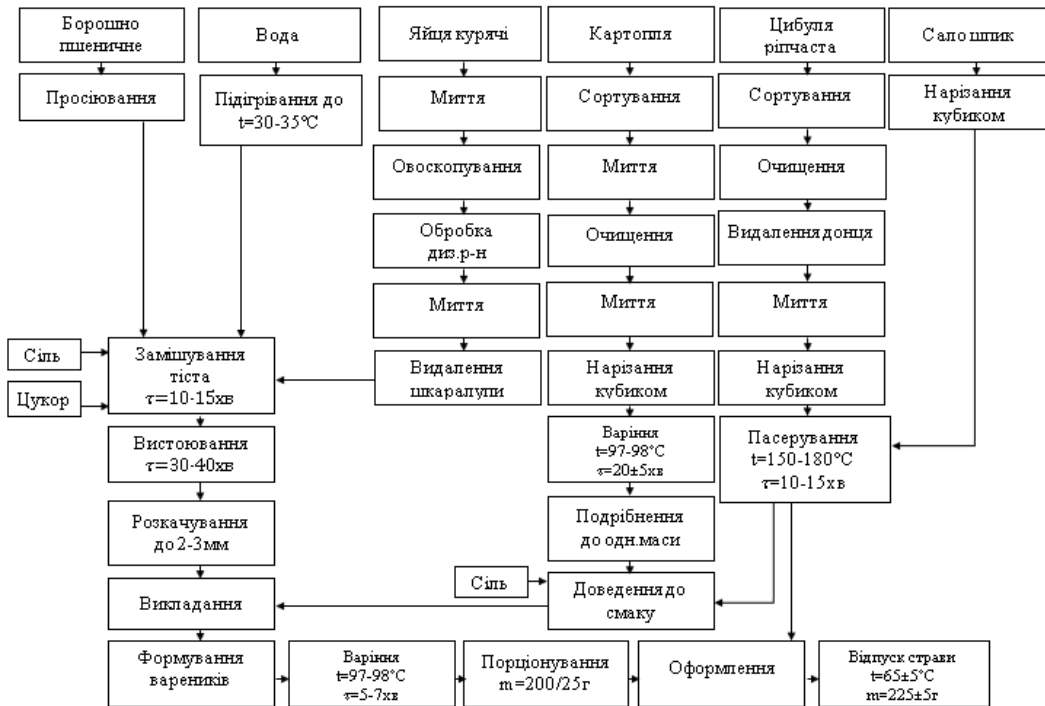 Борошно
пшеничне
Вода
Яйця курячі
Картопля
Цибуля
ріпчаста
Сало шпик
Просіювання
Підігрівання до
t=30-35°С
Миття
Сортування
Сортування
Нарізання
кубиком
Овоскопування
Миття
Очищення
Обробка
диз.р-н
Очищення
Видалення донця
Миття
Миття
Миття
Сіль
Цукор
Замішування
тіста
τ=10-15хв
Видалення
шкаралупи
Нарізання
кубиком
Нарізання
кубиком
Вистоювання
τ=30-40хв
Варіння
t=97-98°С
τ=20±5хв
Пасерування
t=150-180°С
τ=10-15хв
Розкачування
до 2-3мм
Подрібнення
до одн.маси
Сіль
Викладання
Доведення до
смаку
Формування
вареників
Варіння
t=97-98°С
τ=5-7хв
Порціонування
m=200/25г
Оформлення
Відпуск страви
t=65±5°С
m=225±5г